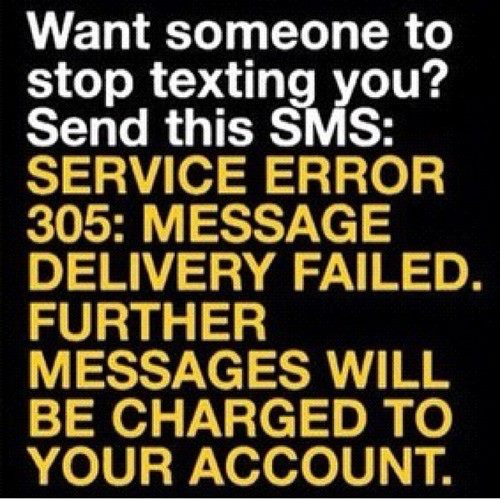 Want someone to
stop texting you?
Send this SMS:
SERVICE ERROR
305: MESSAGE
DELIVERY FAILED.
FURTHER
MESSAGES WILL
BE CHARGED TO
YOUR ACCOUNT.